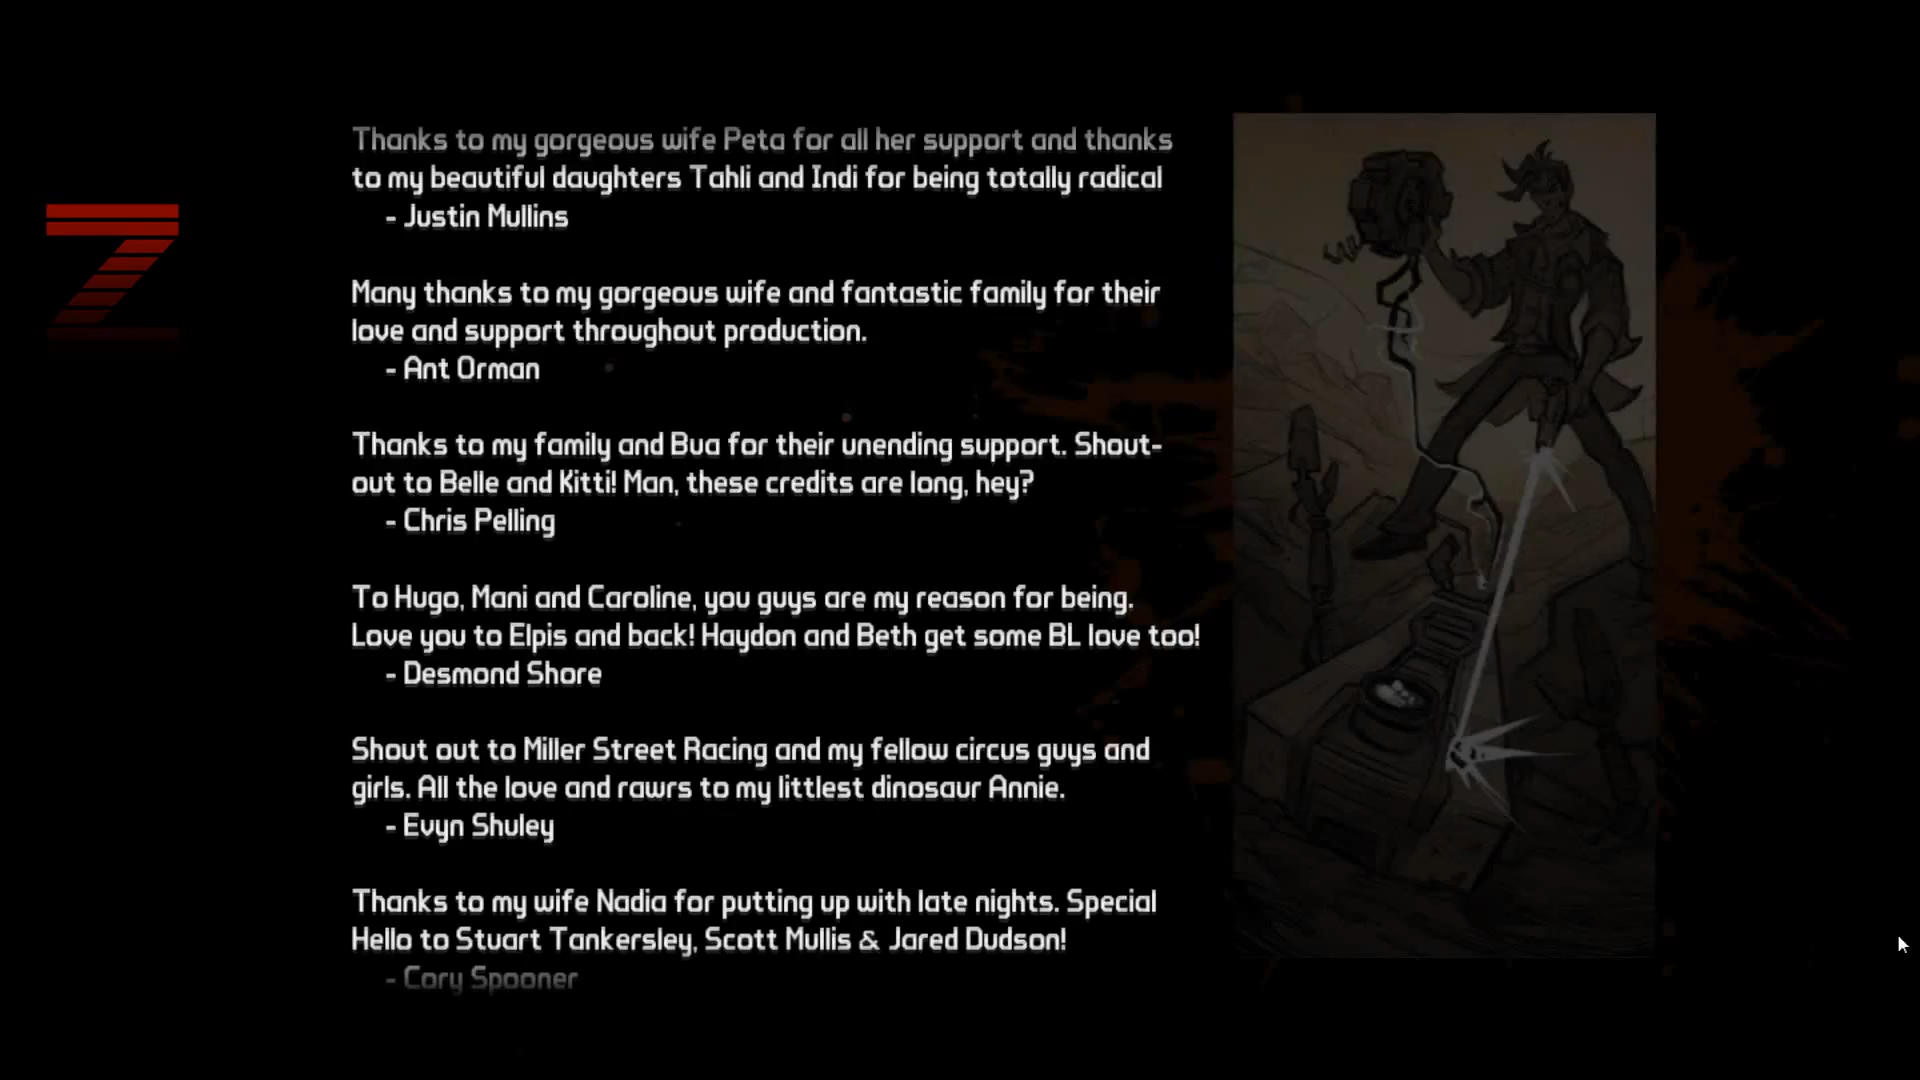 Thanks to my gorgeous wife Peta for all her support and thanks
to my beautiful daughters Tahli and Indi for being totally radical
- Justin Mullins
Many thanks to my gorgeous wife and fantastic family for their
love and support throughout production.
- Ant Orman
Thanks to my family and Bua for their unending support. Shout-
out to Belle and Kitti! Man, these credits are long, hey?
- Chris Pelling
To Hugo, Mani and Caroline, you guys are my reason for being.
Love you to Elpis and back! Haydon and Beth get some BL love too!
- Desmond Shore
Shout out to Miller Street Racing and my fellow circus guys and
girls. All the love and rawrs to my littlest dinosaur Annie.
- Evyn Shuley
Thanks to my wife Nadia for putting up with late nights. Special
Hello to Stuart Tankersley, Scott Mullis & Jared Dudson!
- Cory Spooner